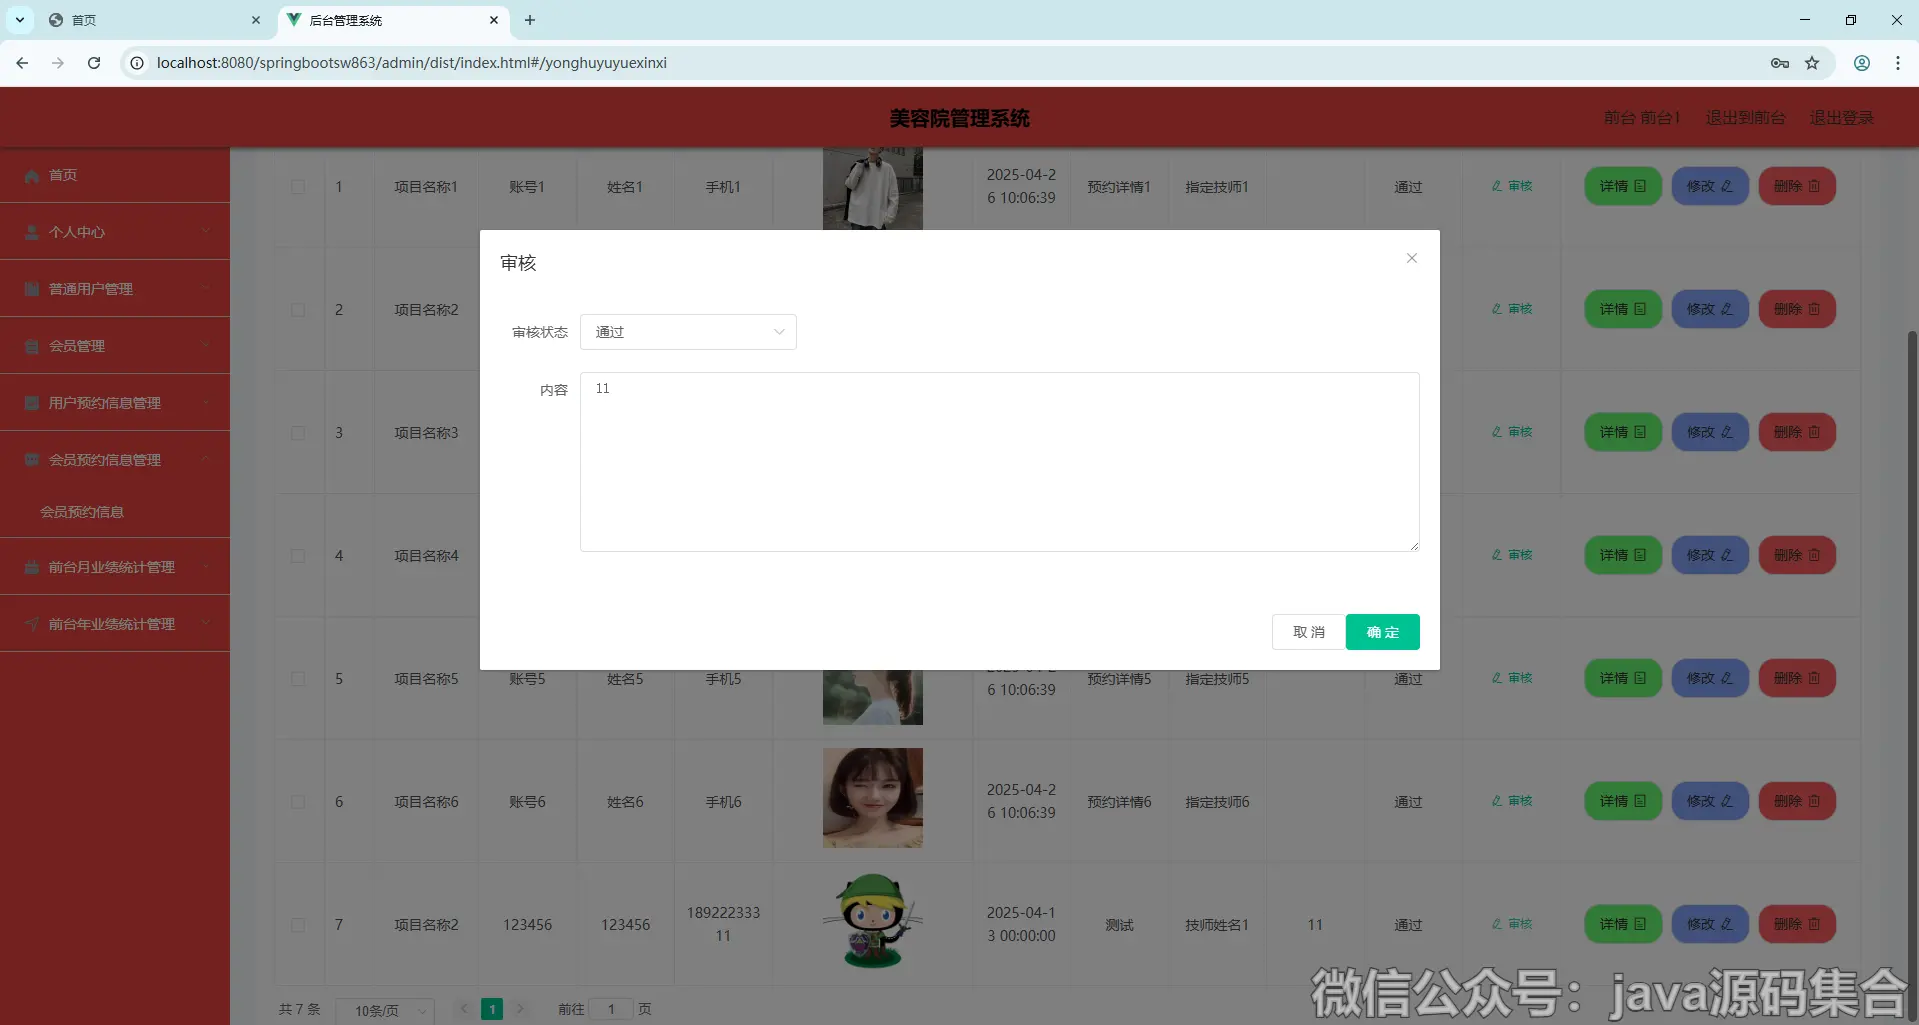 首页
后台管理系统
localhost:8080/springbootsw863/admin/dist/index.html#/yonghuyuyuexinxi
美容院管理系统
前台 前台1 退出到前台 退出登录
首页
个人中心
普通用户管理
会员管理
用户预约信息管理
会员预约信息管理
会员预约信息
前台月业绩统计管理
前台年业绩统计管理
1 项目名称1 账号1 姓名1 手机1 2025-04-2 预约详情1 指定技师1 通过 审核 详情 修改 删除
6 10:06:39
2 项目名称2 审核 详情 修改 删除
3 项目名称3 审核 详情 修改 删除
4 项目名称4 审核 详情 修改 删除
审核
审核状态 通过
内容 11
取 消 确 定
5 项目名称5 账号5 姓名5 手机5 2025-04-2 预约详情5 指定技师5 通过 审核 详情 修改 删除
6 10:06:39
6 项目名称6 账号6 姓名6 手机6 2025-04-2 预约详情6 指定技师6 通过 审核 详情 修改 删除
6 10:06:39
7 项目名称2 123456 123456 189222333 2025-04-1 测试 技师姓名1 11 通过 审核 详情 修改 删除
11 3 00:00:00
共 7 条 10条/页 1 前往 1 页
微信公众号：java源码集合